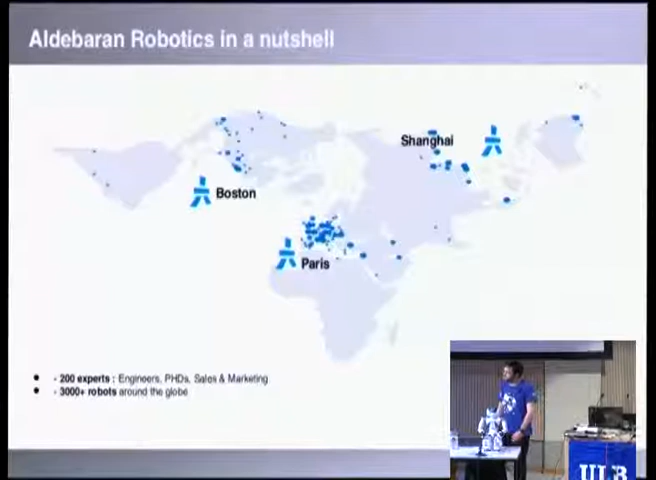 Aldebaran Robotics in a nutshell
Shanghai
Boston
Paris
- 200 experts : Engineers, PHDs, Sales & Marketing
- 3000+ robots around the globe
ULB